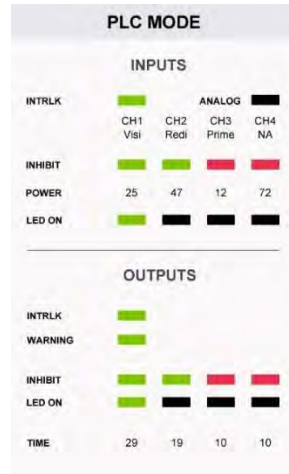 PLC MODE
INPUTS
INTRLK ANALOG
CH1 CH2 CH3 CH4
Visi Redi Prime NA
INHIBIT
POWER 25 47 12 72
LED ON
OUTPUTS
INTRLK
WARNING
INHIBIT
LED ON
TIME 29 19 10 10